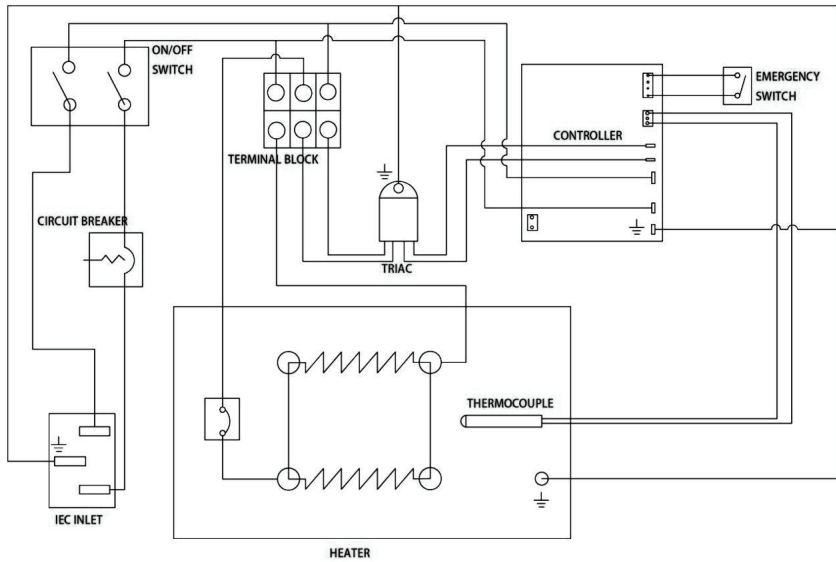 ON/OFF
SWITCH
EMERGENCY
SWITCH
CONTROLLER
TERMINAL BLOCK
CIRCUIT BREAKER
TRIAC
THERMOCOUPLE
IEC INLET
HEATER